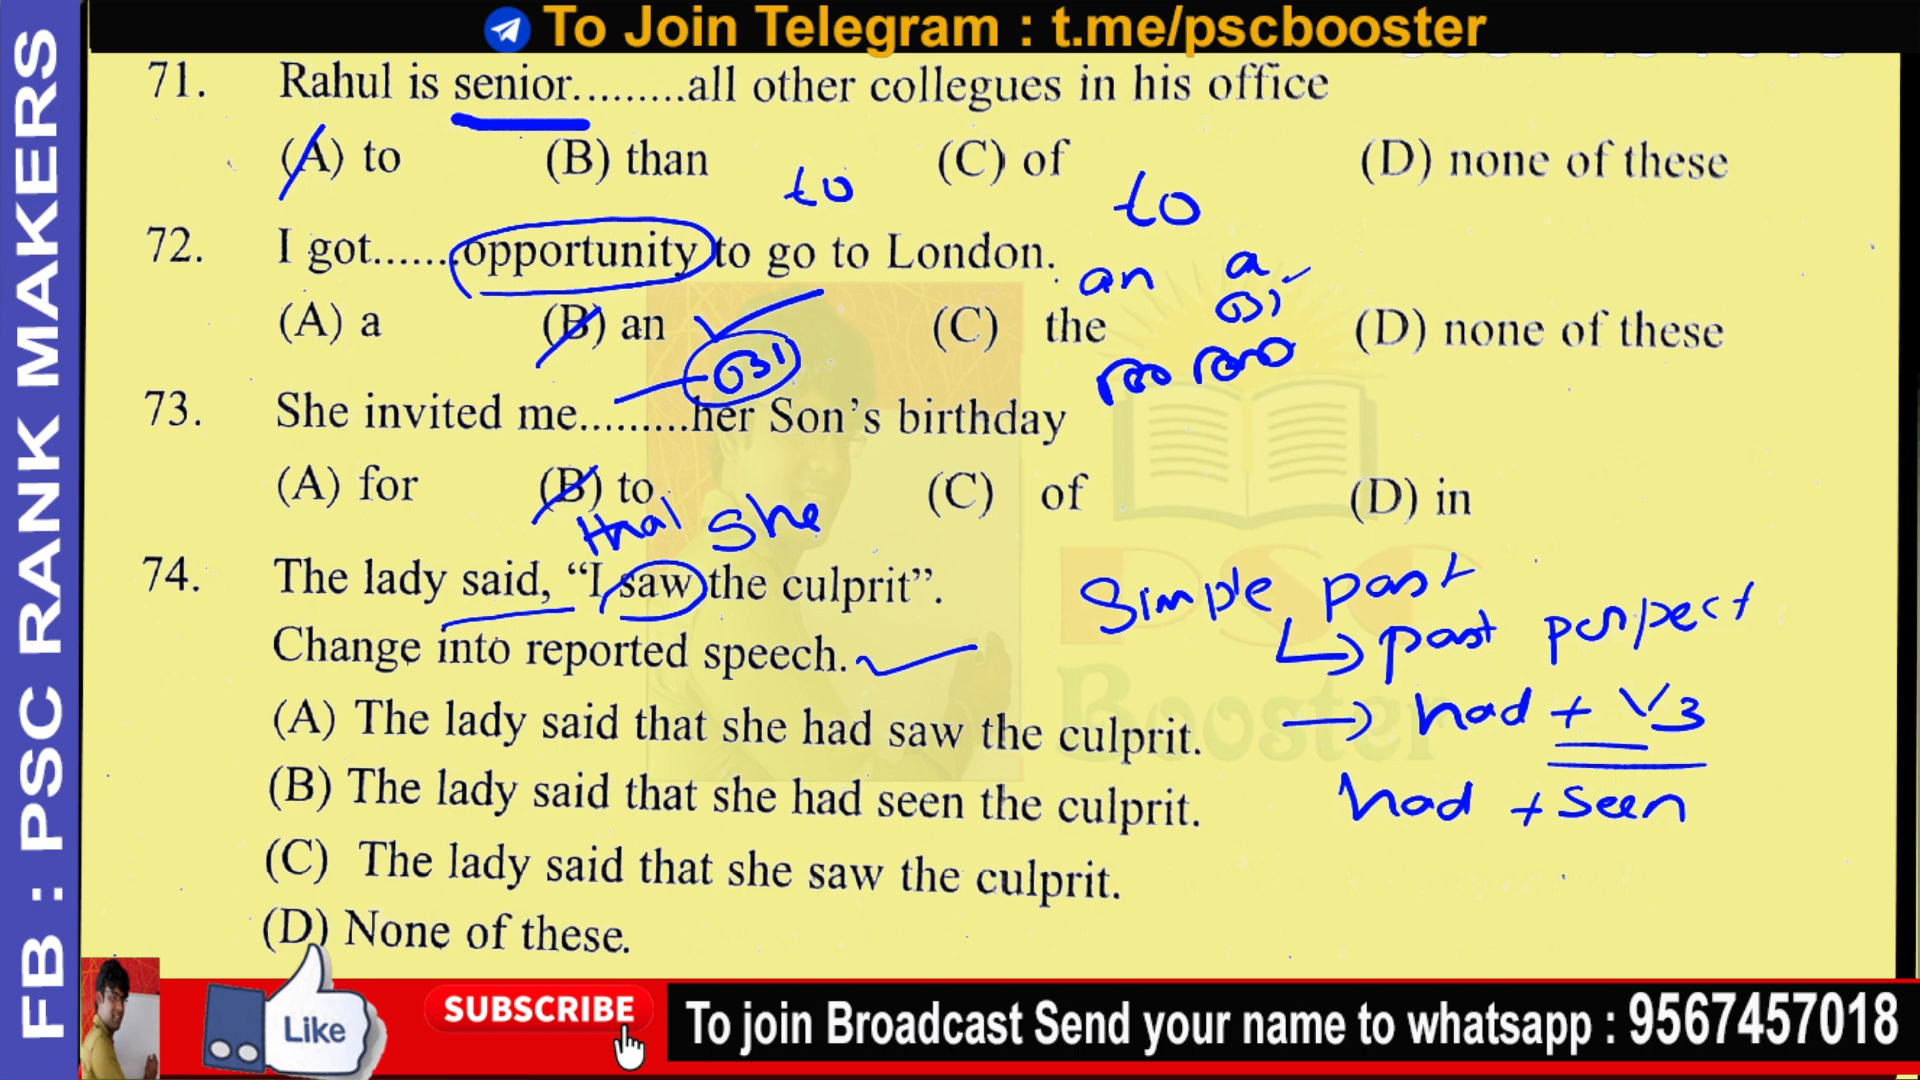 To Join Telegram : t.me/pscbooster
FB : PSC RANK MAKERS
71. Rahul is senior.........all other collegues in his office
(A) to (B) than (C) of (D) none of these
to to
72. I got.......opportunity to go to London.
an a
(A) a (B) an (C) the (D) none of these
73. She invited me.........her Son's birthday
(A) for (B) to (C) of (D) in
that she
74. The lady said, “I saw the culprit”.
Simple past
past perpect
Change into reported speech.
had + V3
(A) The lady said that she had saw the culprit.
(B) The lady said that she had seen the culprit.
had + seen
(C) The lady said that she saw the culprit.
(D) None of these.
PSC
Booster
Like
SUBSCRIBE
To join Broadcast Send your name to whatsapp : 9567457018